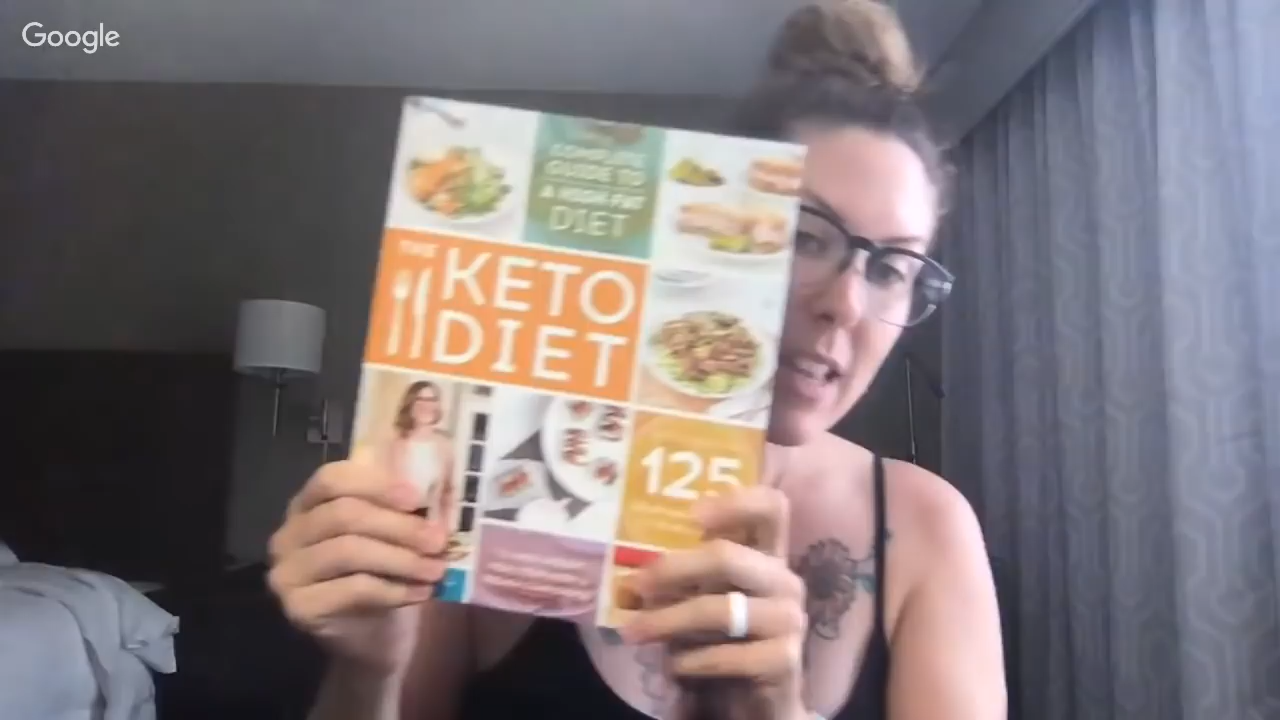 Google
COMPLETE
GUIDE TO
A HIGH-FAT
DIET
THE
KETO
DIET
125